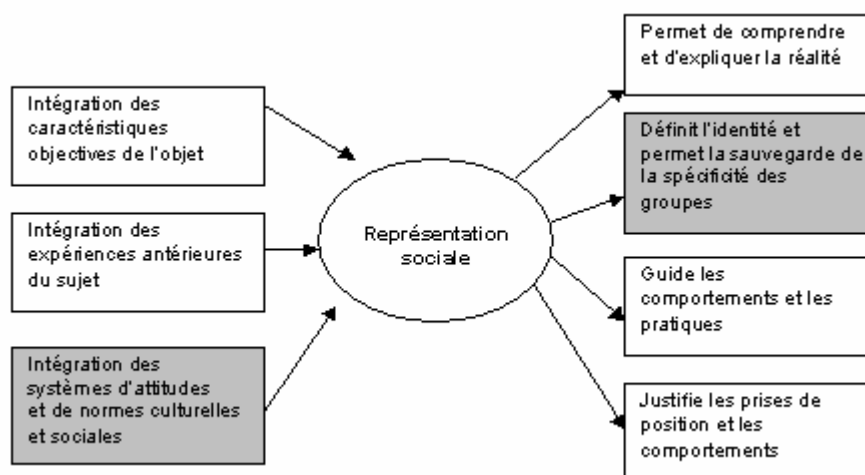 Intégration des
caractéristiques
objectives de l'objet
Intégration des
expériences antérieures
du sujet
Intégration des
systèmes d'attitudes
et de normes culturelles
et sociales
Représentation
sociale
Permet de comprendre
et d'expliquer la réalité
Définit l'identité et
permet la sauvegarde de
la spécificité des
groupes
Guide les
comportements et les
pratiques
Justifie les prises de
position et les
comportements